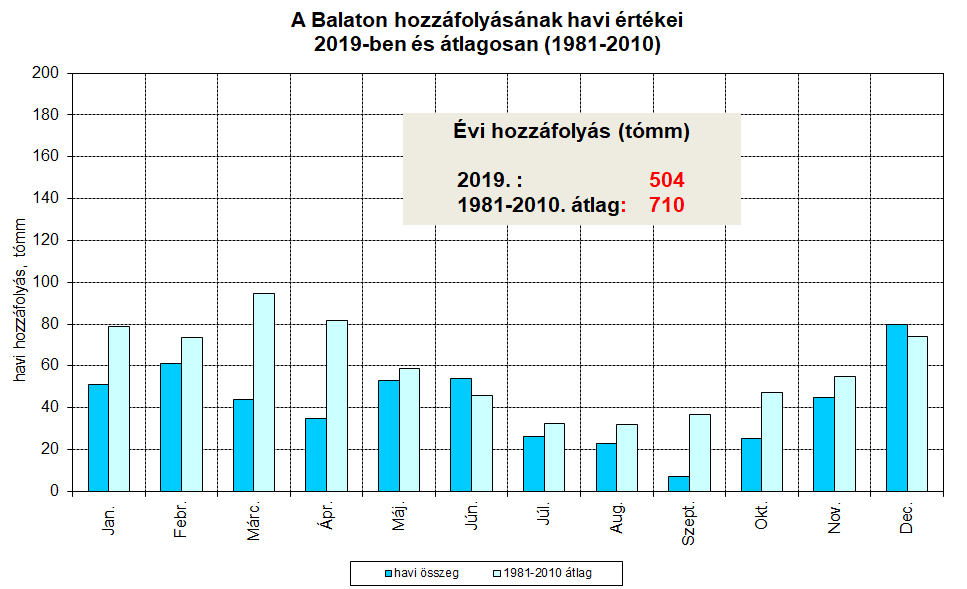 A Balaton hozzáfolyásának havi értékei
2019-ben és átlagosan (1981-2010)
200
180
160
140
120
100
80
60
40
20
0
havi hozzáfolyás, tómm
Évi hozzáfolyás (tómm)
2019. : 504
1981-2010. átlag: 710
Jan.
Febr.
Márc.
Ápr.
Máj.
Jún.
Júl.
Aug.
Szept.
Okt.
Nov.
Dec.
havi összeg 1981-2010 átlag